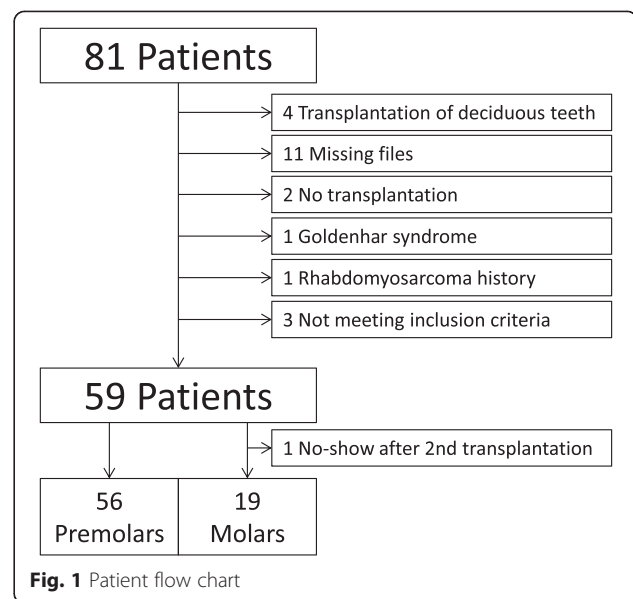 81 Patients
4 Transplantation of deciduous teeth
11 Missing files
2 No transplantation
1 Goldenhar syndrome
1 Rhabdomyosarcoma history
3 Not meeting inclusion criteria
59 Patients
1 No-show after 2nd transplantation
56
Premolars
19
Molars
Fig. 1 Patient flow chart